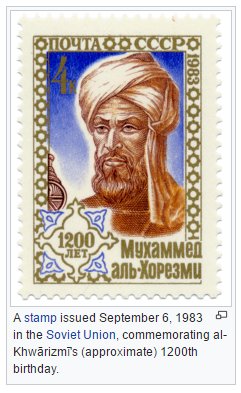 ПОЧТА СССР
4к
1983
1200
ЛЕТ
Мухаммед
аль-Хорезми
A stamp issued September 6, 1983
in the Soviet Union, commemorating al-
Khwārizmī's (approximate) 1200th
birthday.